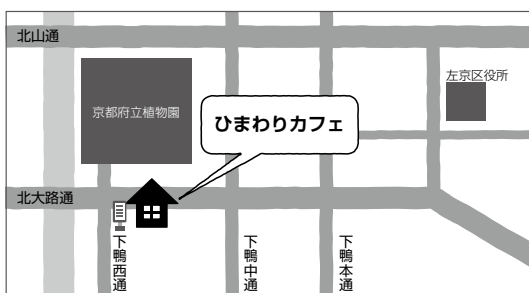 北山通
左京区役所
京都府立植物園
ひまわりカフェ
北大路通
下鴨西通
下鴨中通
下鴨本通